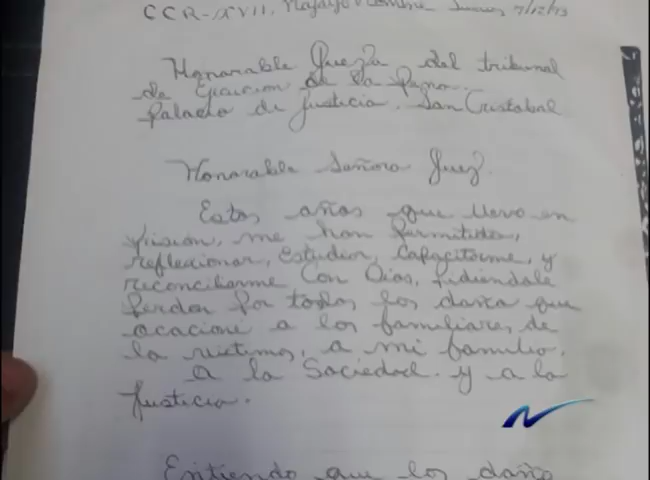 CCR-XVII, Najayo Hombre Jueves 7/12/13
Honarable Jueza del tribunal
de Ejecucion de la Pena.
Palacio de justicia. San Cristobal
Honorable Señora Juez.
Estos años que llevo en
prision, me han permitido,
reflexionar, Estudiar, Capacitarme, y
reconciliarme Con Dios, pidiendole
Perdon por todos los daños que
ocacione a los familiares de
la victima, a mi familia.
a la Sociedad. y a la
Justicia.
Entiendo que los daño